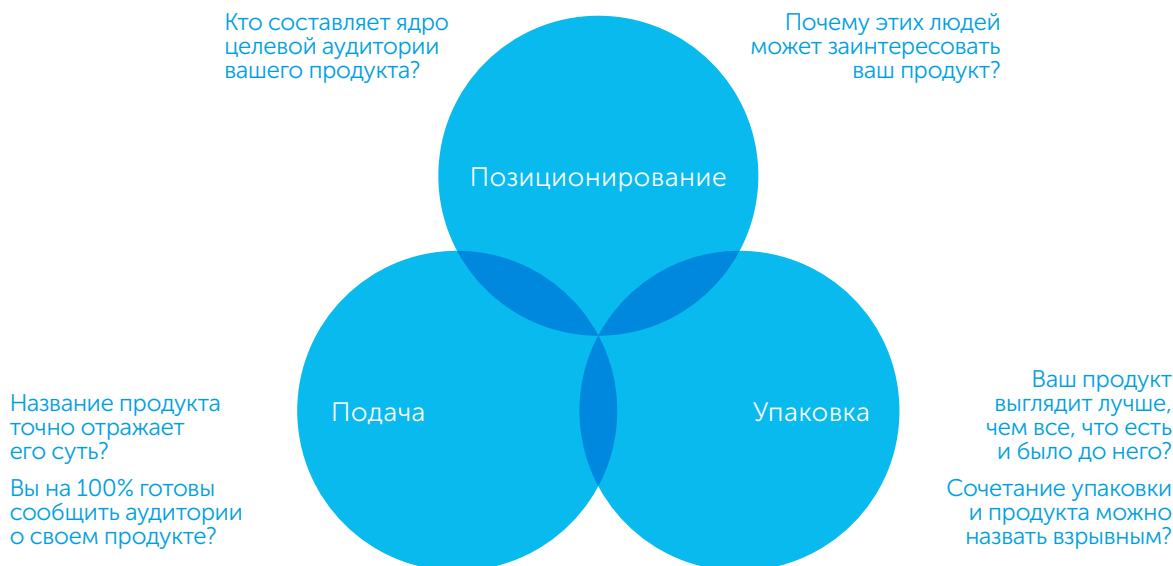 Кто составляет ядро
целевой аудитории
вашего продукта?
Почему этих людей
может заинтересовать
ваш продукт?
Позиционирование
Подача
Упаковка
Название продукта
точно отражает
его суть?
Вы на 100% готовы
сообщить аудитории
о своем продукте?
Ваш продукт
выглядит лучше,
чем все, что есть
и было до него?
Сочетание упаковки
и продукта можно
назвать взрывным?